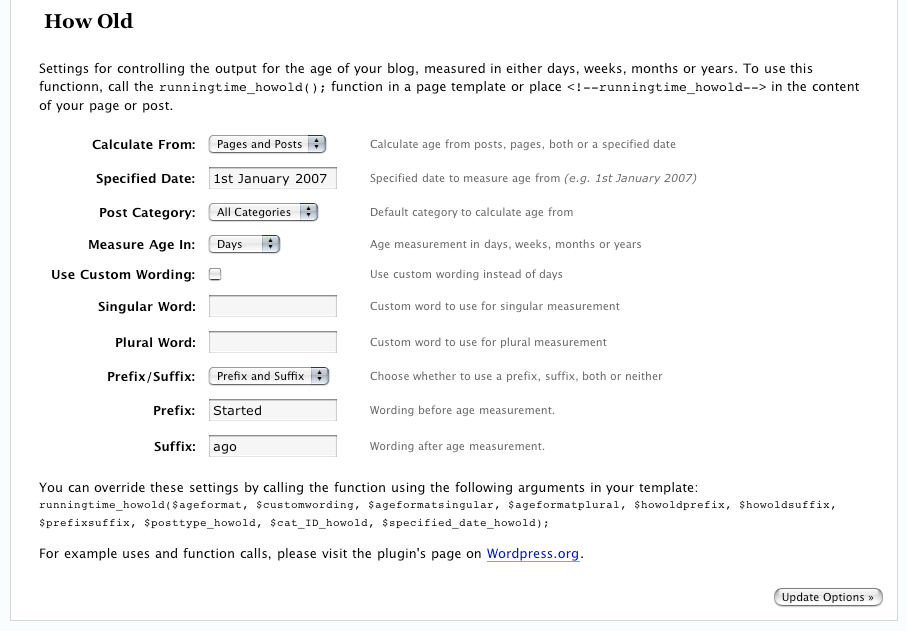 How Old
Settings for controlling the output for the age of your blog, measured in either days, weeks, months or years. To use this
functionn, call the runningtime_howold(); function in a page template or place <!--runningtime_howold--> in the content
of your page or post.
Calculate From: Pages and Posts Calculate age from posts, pages, both or a specified date
Specified Date: 1st January 2007 Specified date to measure age from (e.g. 1st January 2007)
Post Category: All Categories Default category to calculate age from
Measure Age In: Days Age measurement in days, weeks, months or years
Use Custom Wording: Use custom wording instead of days
Singular Word: Custom word to use for singular measurement
Plural Word: Custom word to use for plural measurement
Prefix/Suffix: Prefix and Suffix Choose whether to use a prefix, suffix, both or neither
Prefix: Started Wording before age measurement.
Suffix: ago Wording after age measurement.
You can override these settings by calling the function using the following arguments in your template:
runningtime_howold($ageformat, $customwording, $ageformatsingular, $ageformatplural, $howoldprefix, $howoldsuffix,
$prefixsuffix, $posttype_howold, $cat_ID_howold, $specified_date_howold);
For example uses and function calls, please visit the plugin's page on Wordpress.org.
Update Options »